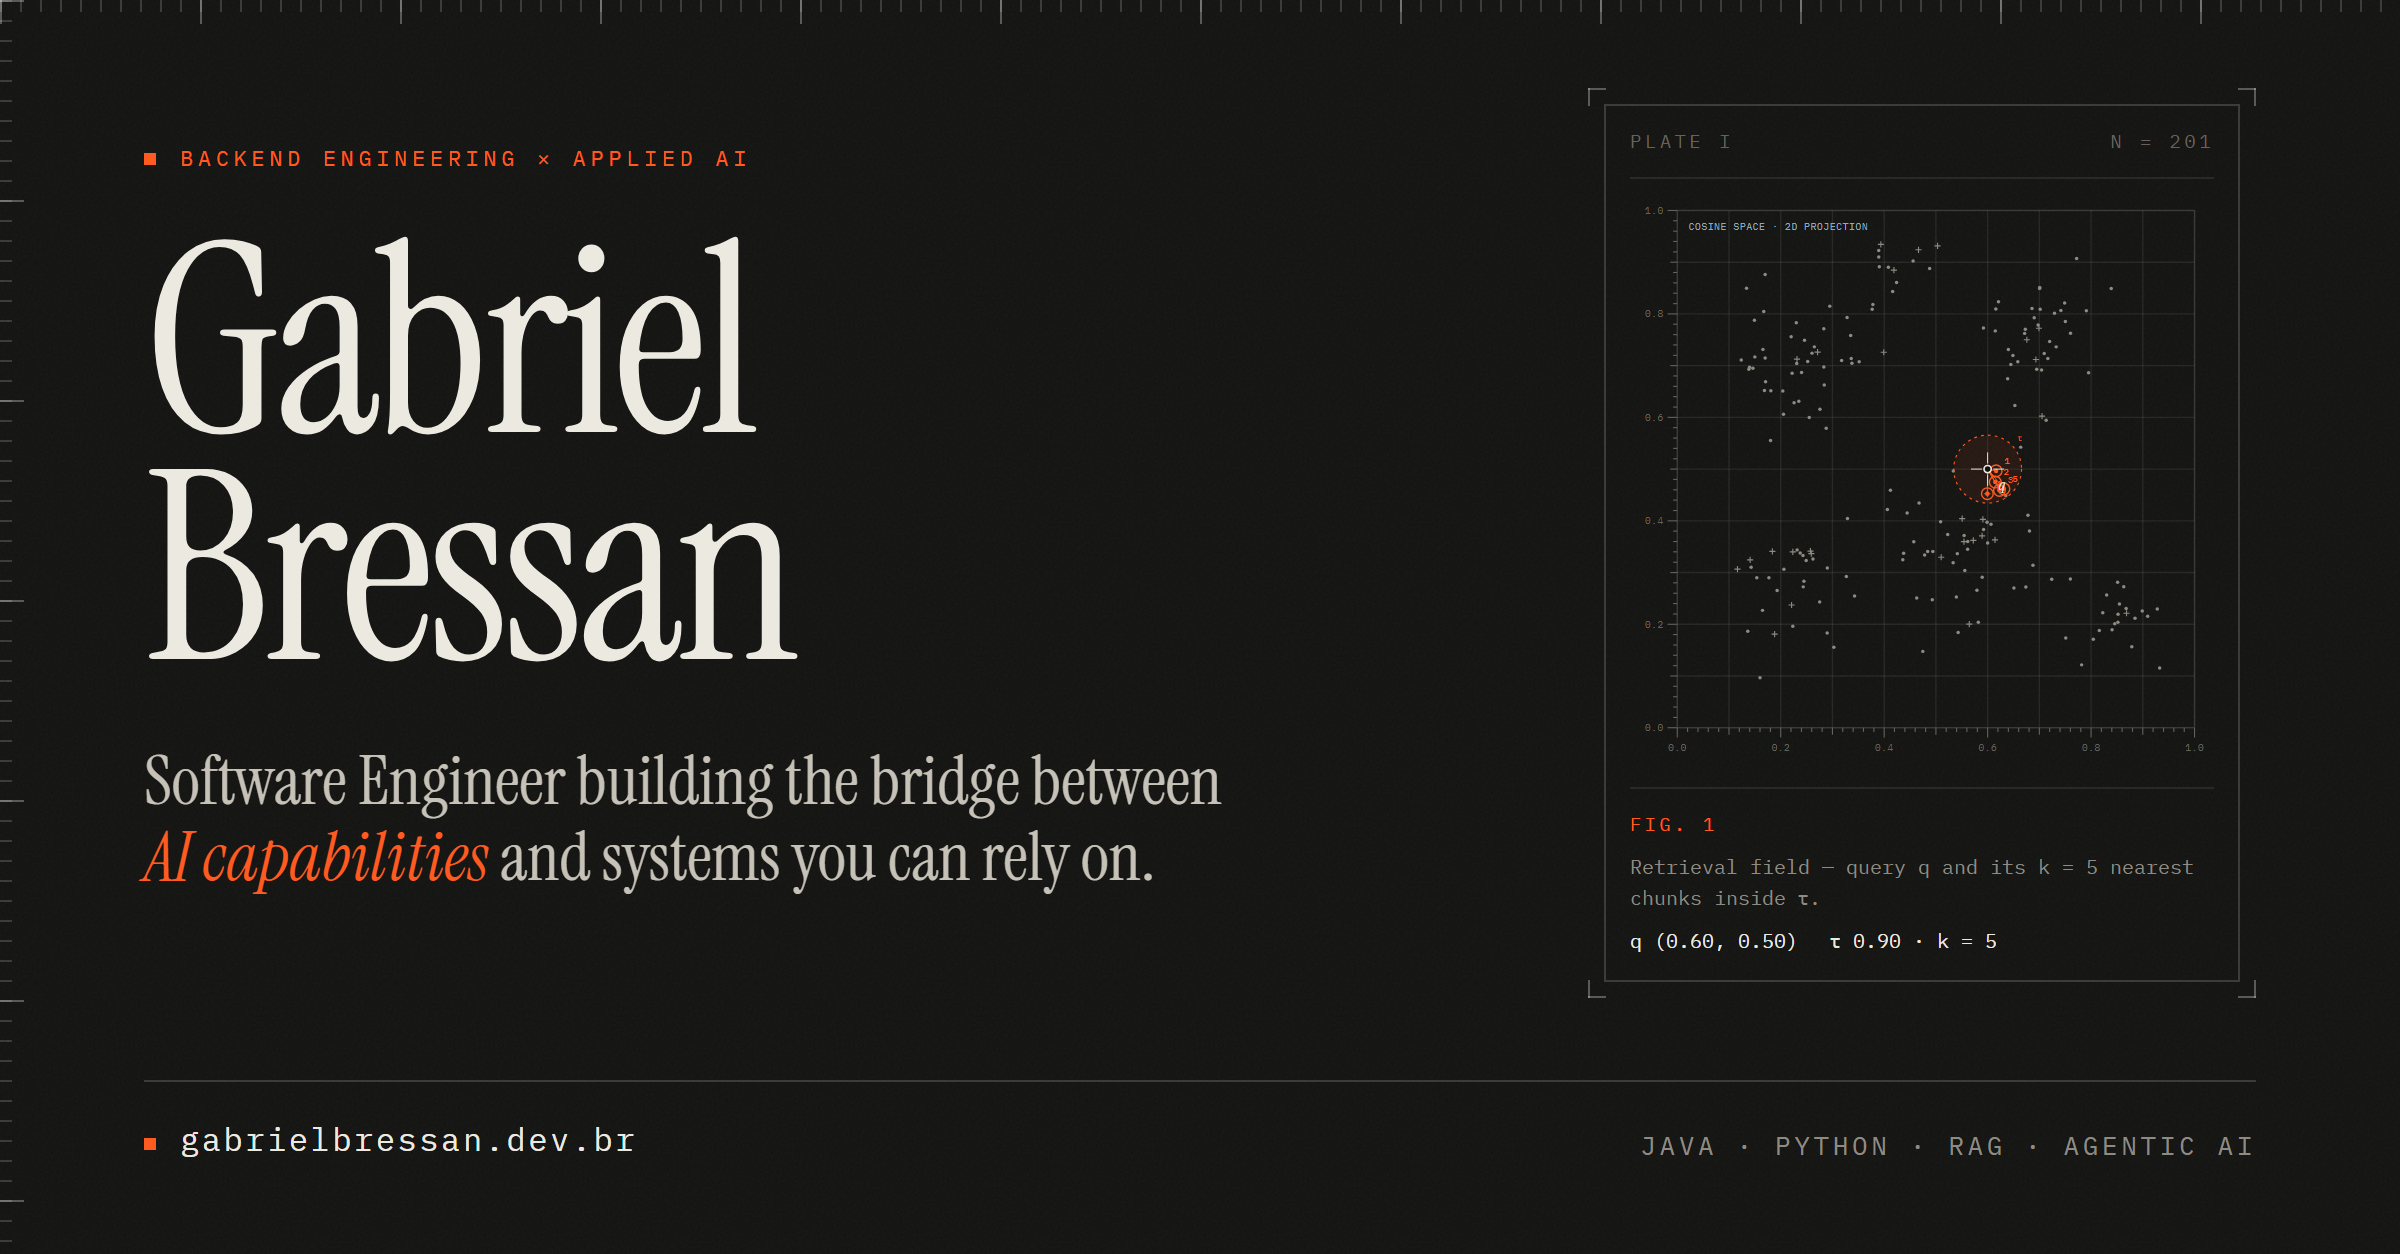 BACKEND ENGINEERING × APPLIED AI
Gabriel
Bressan
Software Engineer building the bridge between
AI capabilities and systems you can rely on.
PLATE I
N = 201
COSINE SPACE · 2D PROJECTION
1.0
0.8
0.6
0.4
0.2
0.0
0.0 0.2 0.4 0.6 0.8 1.0
τ
1
2
q
FIG. 1
Retrieval field — query q and its k = 5 nearest
chunks inside τ.
q (0.60, 0.50) τ 0.90 · k = 5
gabrielbressan.dev.br
JAVA · PYTHON · RAG · AGENTIC AI